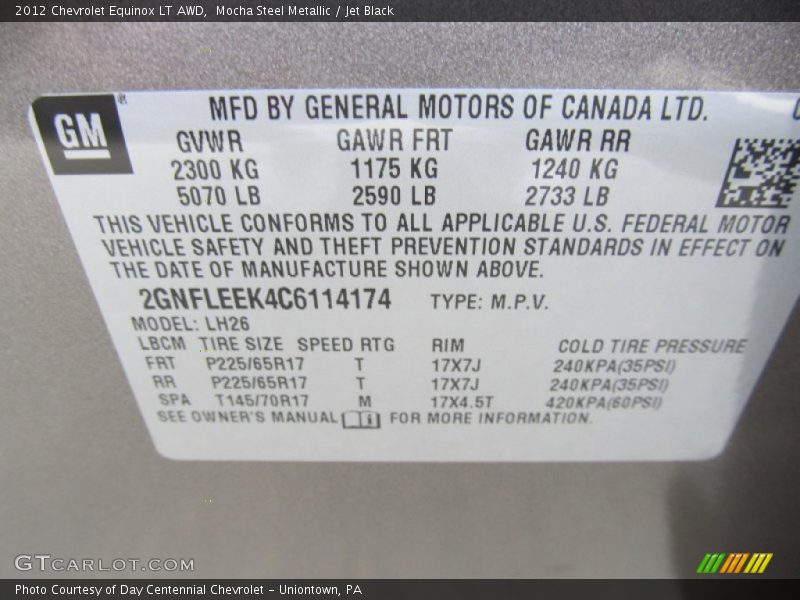 2012 Chevrolet Equinox LT AWD,  Mocha Steel Metallic / Jet Black
GM
MFD BY GENERAL MOTORS OF CANADA LTD.
GVWR GAWR FRT GAWR RR
2300 KG 1175 KG 1240 KG
5070 LB 2590 LB 2733 LB
THIS VEHICLE CONFORMS TO ALL APPLICABLE U.S. FEDERAL MOTOR
VEHICLE SAFETY AND THEFT PREVENTION STANDARDS IN EFFECT ON
THE DATE OF MANUFACTURE SHOWN ABOVE.
2GNFLEEK4C6114174 TYPE: M.P.V.
MODEL: LH26
LBCM TIRE SIZE SPEED RTG RIM COLD TIRE PRESSURE
FRT P225/65R17 T 17X7J 240KPA(35PSI)
RR P225/65R17 T 17X7J 240KPA(35PSI)
SPA T145/70R17 M 17X4.5T 420KPA(60PSI)
SEE OWNER'S MANUAL FOR MORE INFORMATION.
GTCARLOT.COM
Photo Courtesy of Day Centennial Chevrolet - Uniontown, PA